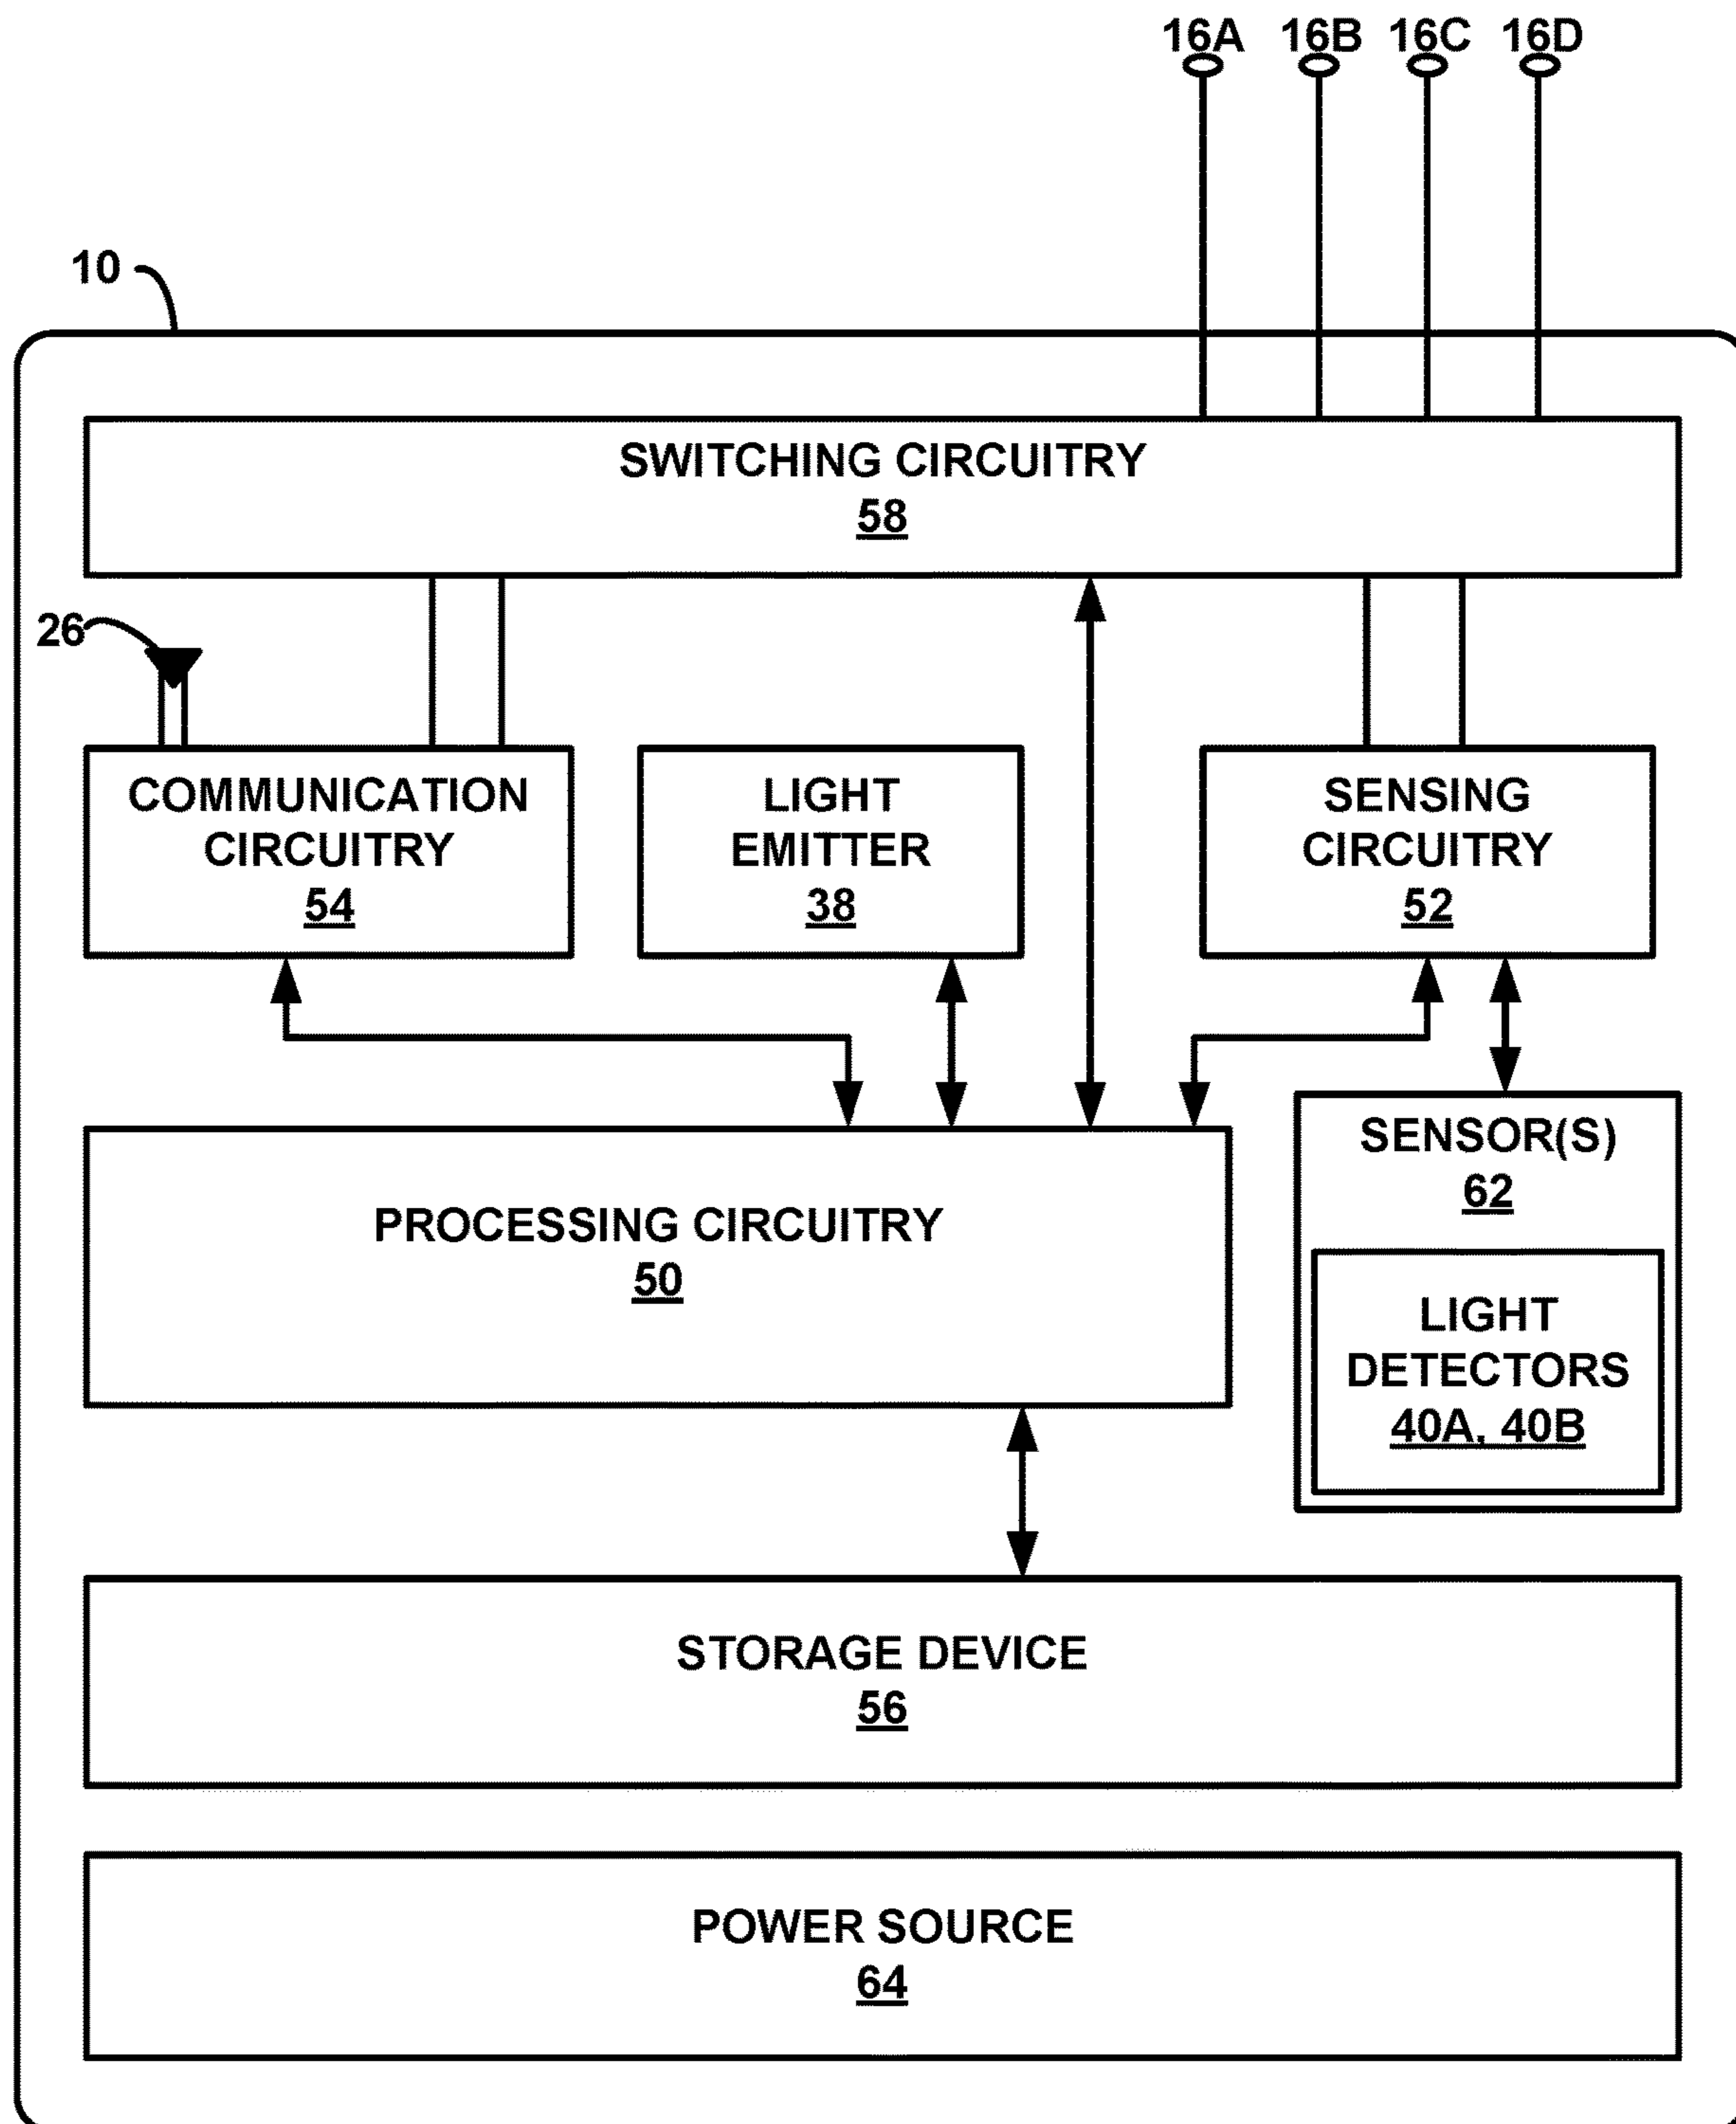 16A 16B 16C 16D
10
SWITCHING CIRCUITRY
58
26
COMMUNICATION
CIRCUITRY
54
LIGHT
EMITTER
38
SENSING
CIRCUITRY
52
PROCESSING CIRCUITRY
50
SENSOR(S)
62
LIGHT
DETECTORS
40A, 40B
STORAGE DEVICE
56
POWER SOURCE
64